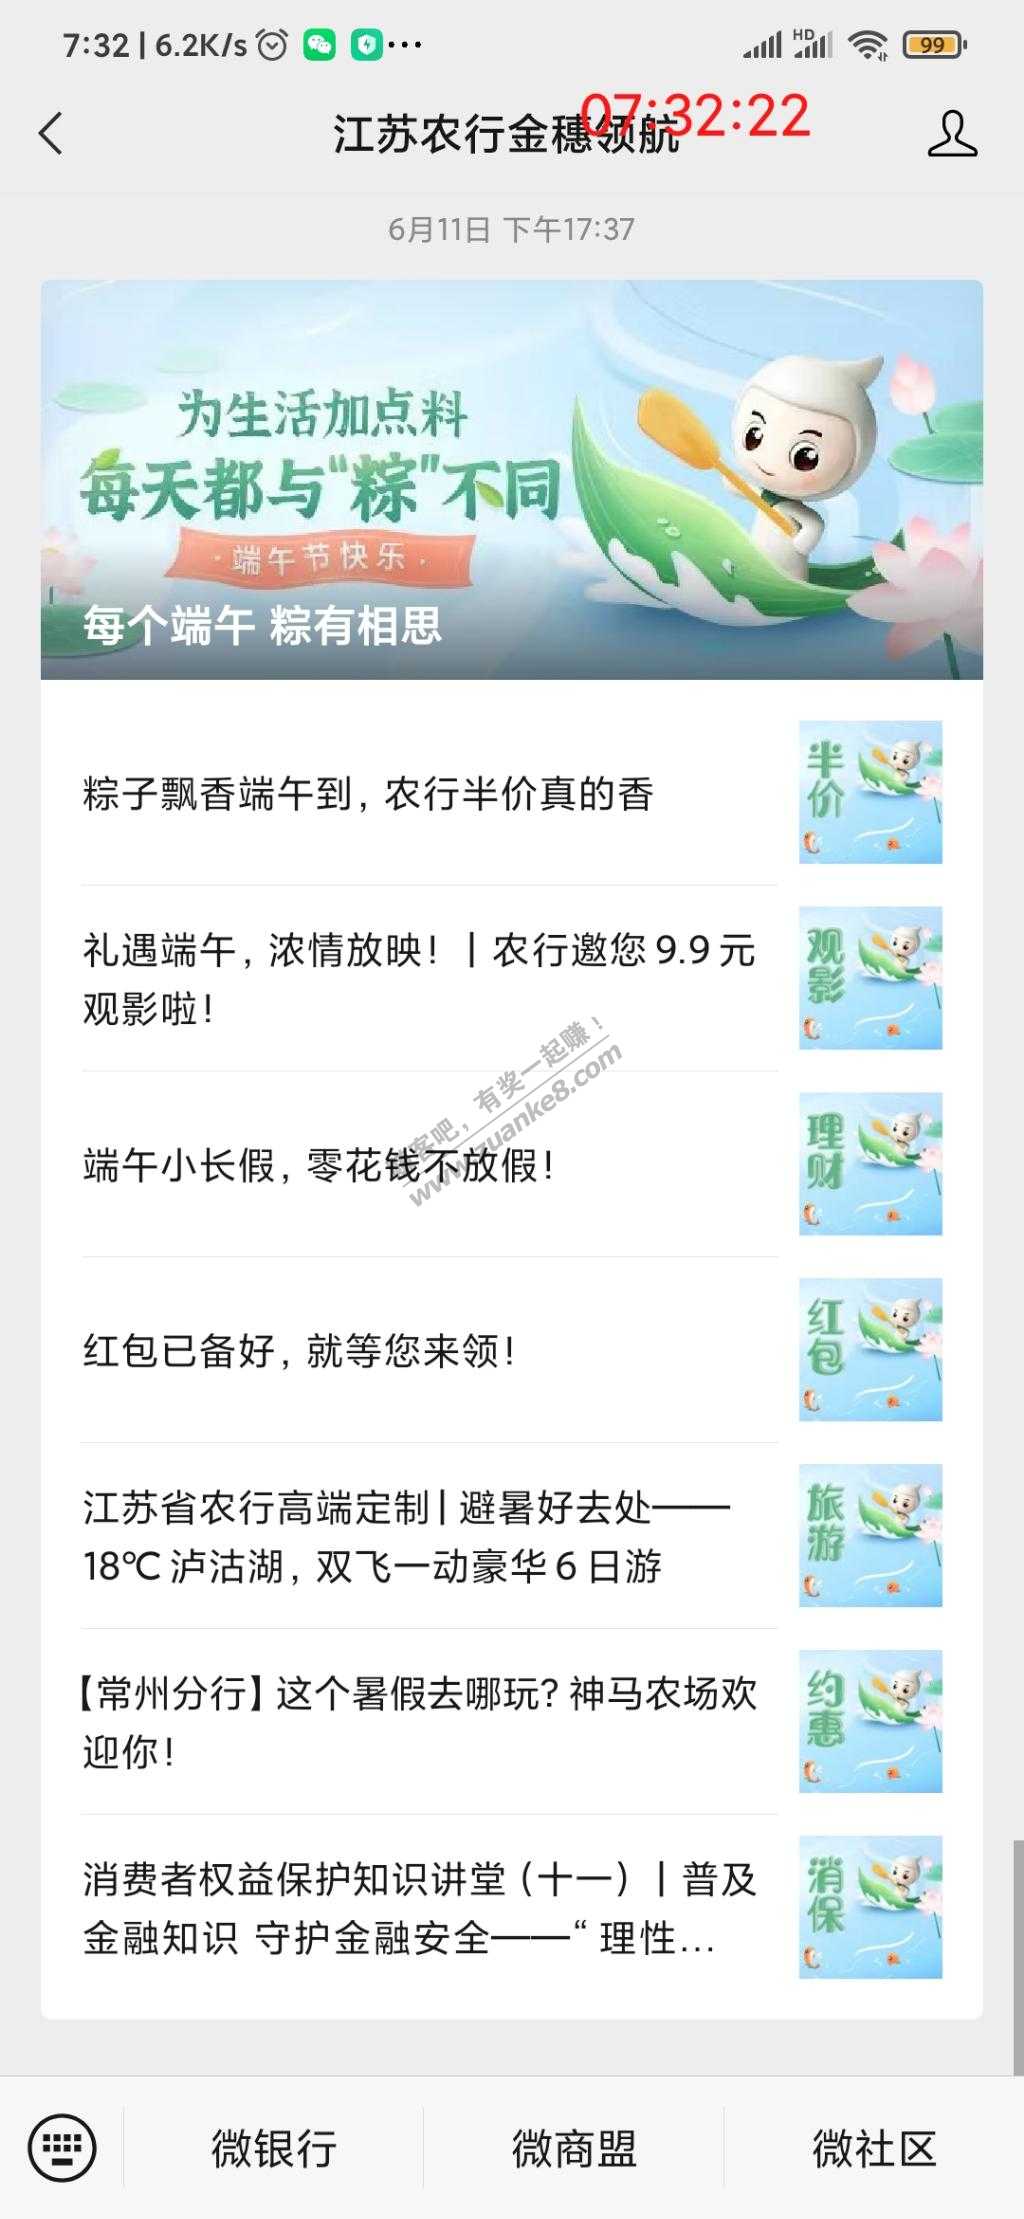 7:32 | 6.2K/s
HD
99
07:32:22
江苏农行金穗领航
6月11日 下午17:37
为生活加点料
每天都与“粽”不同
·端午节快乐·
每个端午 粽有相思
粽子飘香端午到，农行半价真的香
半价
礼遇端午，浓情放映！丨农行邀您 9.9 元
观影啦！
观影
端午小长假，零花钱不放假！
理财
红包已备好，就等您来领！
红包
江苏省农行高端定制| 避暑好去处——
18℃ 泸沽湖，双飞一动豪华 6 日游
旅游
【常州分行】这个暑假去哪玩？神马农场欢
迎你！
约惠
消费者权益保护知识讲堂（十一）丨普及
金融知识 守护金融安全——“ 理性...
消保
客吧，有奖一起赚！
www.zuanke8.com
微银行
微商盟
微社区